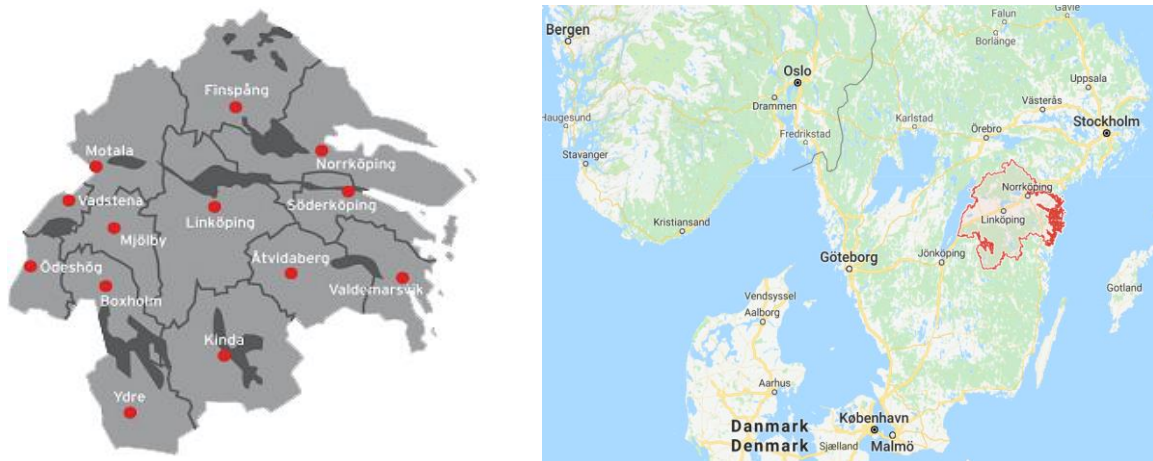 Finspång
Motala
Norrköping
Vadstena
Söderköping
Linköping
Mjölby
Åtvidaberg
Ödeshög
Valdemarsvik
Boxholm
Kinda
Ydre
Bergen
Falun
Gävle
Borlänge
Oslo
Uppsala
Drammen
Västerås
Haugesund
Karlstad
Örebro
Stockholm
Fredrikstad
Stavanger
Norrköping
Kristiansand
Linköping
Göteborg
Jönköping
Gotland
Vendsyssel
Aalborg
Aarhus
Danmark
København
Denmark
Sjælland
Malmö